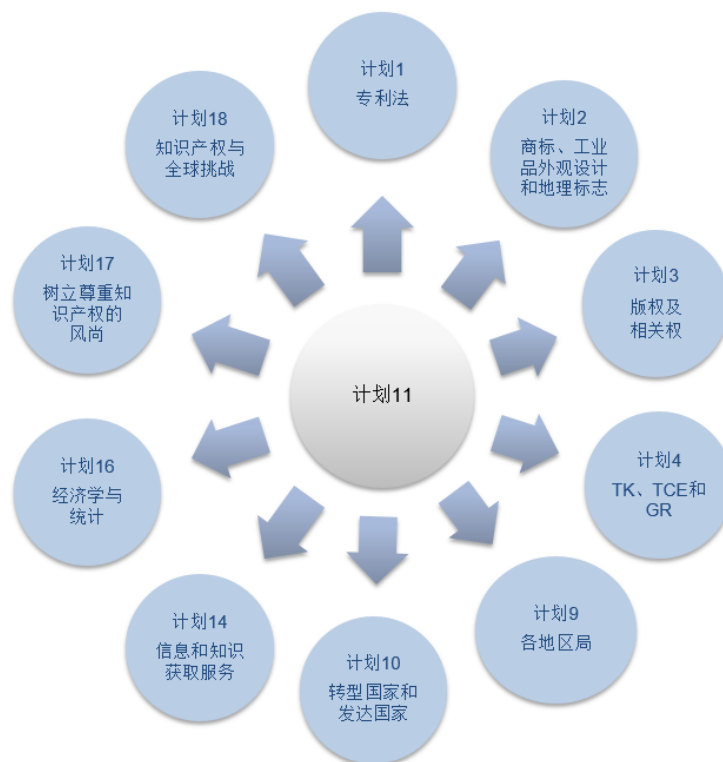 计划1
专利法
计划2
商标、工业
品外观设计
和地理标志
计划3
版权及
相关权
计划4
TK、TCE和
GR
计划9
各地区局
计划10
转型国家和
发达国家
计划14
信息和知识
获取服务
计划16
经济学与
统计
计划17
树立尊重知
识产权的
风尚
计划18
知识产权与
全球挑战
计划11